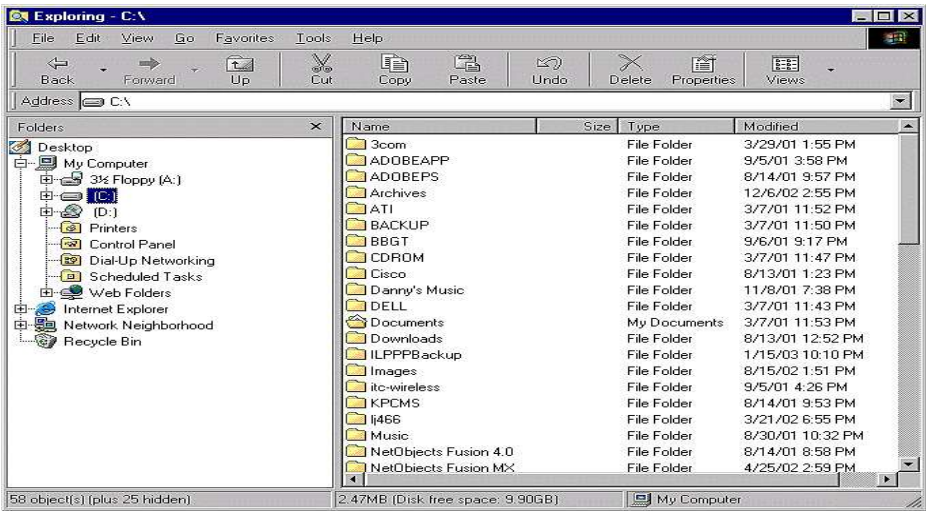 Exploring - C:\
File Edit View Go Favorites Tools Help
Back Forward Up Cut Copy Paste Undo Delete Properties Views
Address C:\
Folders
Desktop
My Computer
3½ Floppy (A:)
(C:)
(D:)
Printers
Control Panel
Dial-Up Networking
Scheduled Tasks
Web Folders
Internet Explorer
Network Neighborhood
Recycle Bin
Name Size Type Modified
3com File Folder 3/29/01 1:55 PM
ADOBEAPP File Folder 9/5/01 3:58 PM
ADOBEPS File Folder 8/14/01 9:57 PM
Archives File Folder 12/6/02 2:55 PM
ATI File Folder 3/7/01 11:52 PM
BACKUP File Folder 3/7/01 11:50 PM
BBGT File Folder 9/6/01 9:17 PM
CDROM File Folder 3/7/01 11:47 PM
Cisco File Folder 8/13/01 1:23 PM
Danny's Music File Folder 11/8/01 7:38 PM
DELL File Folder 3/7/01 11:43 PM
Documents My Documents 3/7/01 11:53 PM
Downloads File Folder 8/13/01 12:52 PM
ILPPPBackup File Folder 1/15/03 10:10 PM
Images File Folder 8/15/02 1:51 PM
itc-wireless File Folder 9/5/01 4:26 PM
KPCMS File Folder 8/14/01 9:53 PM
lj466 File Folder 3/21/02 6:55 PM
Music File Folder 8/30/01 10:32 PM
NetObjects Fusion 4.0 File Folder 8/14/01 8:58 PM
NetObjects Fusion MX File Folder 4/25/02 2:59 PM
58 object(s) (plus 25 hidden) 2.47MB (Disk free space: 9.90GB) My Computer